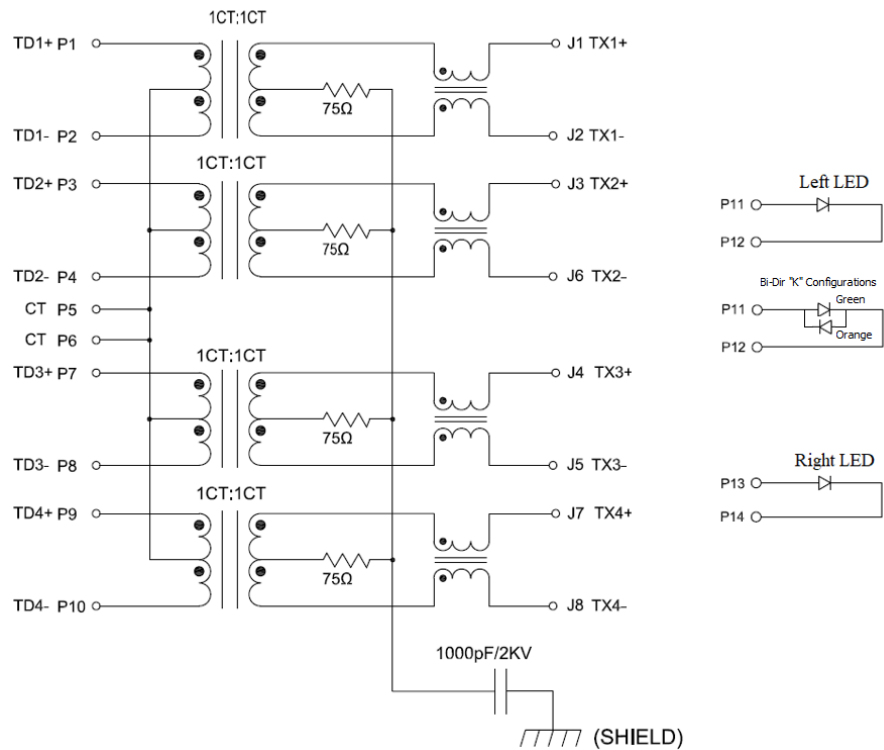 1CT:1CT
TD1+ P1
J1 TX1+
75Ω
TD1- P2
J2 TX1-
1CT:1CT
TD2+ P3
J3 TX2+
75Ω
TD2- P4
J6 TX2-
CT P5
CT P6
1CT:1CT
TD3+ P7
J4 TX3+
75Ω
TD3- P8
J5 TX3-
1CT:1CT
TD4+ P9
J7 TX4+
75Ω
TD4- P10
J8 TX4-
1000pF/2KV
(SHIELD)
Left LED
P11
P12
Bi-Dir "K" Configurations
P11
Green
Orange
P12
Right LED
P13
P14